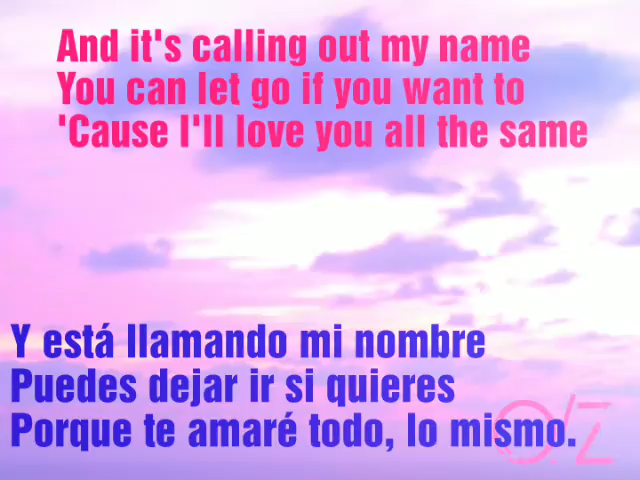 And it's calling out my name
You can let go if you want to
'Cause I'll love you all the same
Y está llamando mi nombre
Puedes dejar ir si quieres
Porque te amaré todo, lo mismo.
O/Z